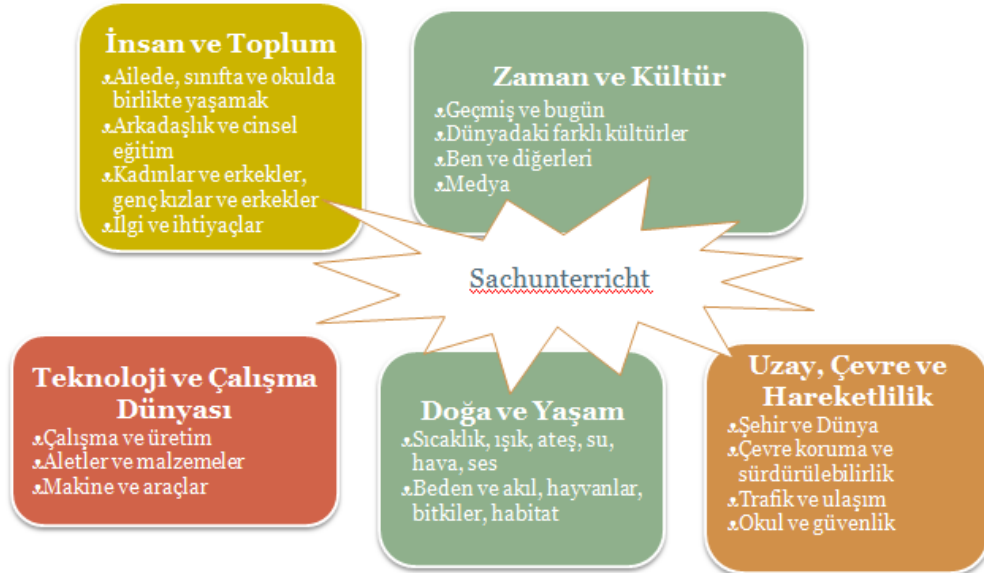 İnsan ve Toplum
Ailede, sınıfta ve okulda
birlikte yaşamak
Arkadaşlık ve cinsel
eğitim
Kadınlar ve erkekler,
genç kızlar ve erkekler
İlgi ve ihtiyaçlar
Zaman ve Kültür
Geçmiş ve bugün
Dünyadaki farklı kültürler
Ben ve diğerleri
Medya
Sachunterricht
Teknoloji ve Çalışma
Dünyası
Çalışma ve üretim
Aletler ve malzemeler
Makine ve araçlar
Doğa ve Yaşam
Sıcaklık, ışık, ateş, su,
hava, ses
Beden ve akıl, hayvanlar,
bitkiler, habitat
Uzay, Çevre ve
Hareketlilik
Şehir ve Dünya
Çevre koruma ve
sürdürülebilirlik
Trafik ve ulaşım
Okul ve güvenlik